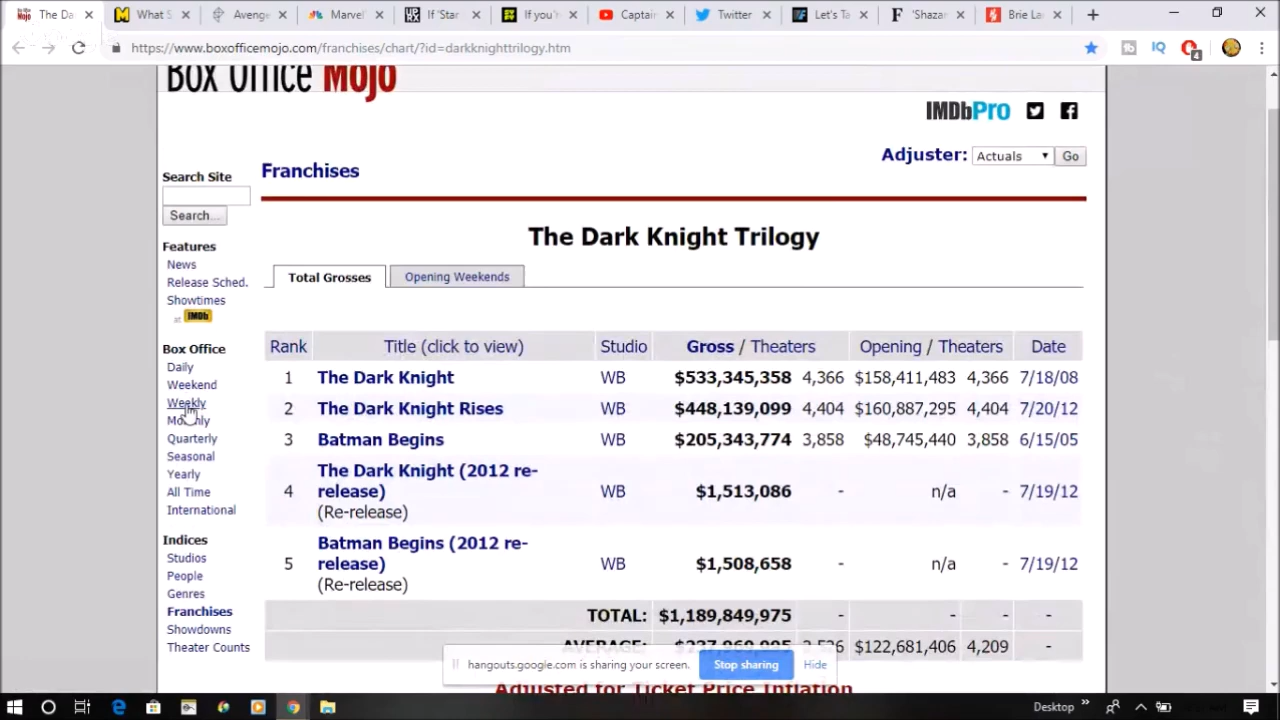 The Da
What S
Avenge
Marvel
If 'Star
If you'
Captain
Twitter
Let's Ta
'Shazan
Brie Lar
https://www.boxofficemojo.com/franchises/chart/?id=darkknighttrilogy.htm
Box Office Mojo
IMDbPro
Adjuster: Actuals Go
Search Site
Franchises
Search...
The Dark Knight Trilogy
Features
News
Release Sched.
Showtimes
at IMDb
Total Grosses Opening Weekends
Box Office
Daily
Weekend
Weekly
Monthly
Quarterly
Seasonal
Yearly
All Time
International
Indices
Studios
People
Genres
Franchises
Showdowns
Theater Counts
Rank Title (click to view) Studio Gross / Theaters Opening / Theaters Date
1 The Dark Knight WB $533,345,358 4,366 $158,411,483 4,366 7/18/08
2 The Dark Knight Rises WB $448,139,099 4,404 $160,887,295 4,404 7/20/12
3 Batman Begins WB $205,343,774 3,858 $48,745,440 3,858 6/15/05
The Dark Knight (2012 re-
4 release) WB $1,513,086 - n/a - 7/19/12
(Re-release)
Batman Begins (2012 re-
5 release) WB $1,508,658 - n/a - 7/19/12
(Re-release)
TOTAL: $1,189,849,975 - - - -
AVERAGE: $122,681,406 4,209 -
hangouts.google.com is sharing your screen. Stop sharing Hide
Adjusted for Ticket Price Inflation
Desktop